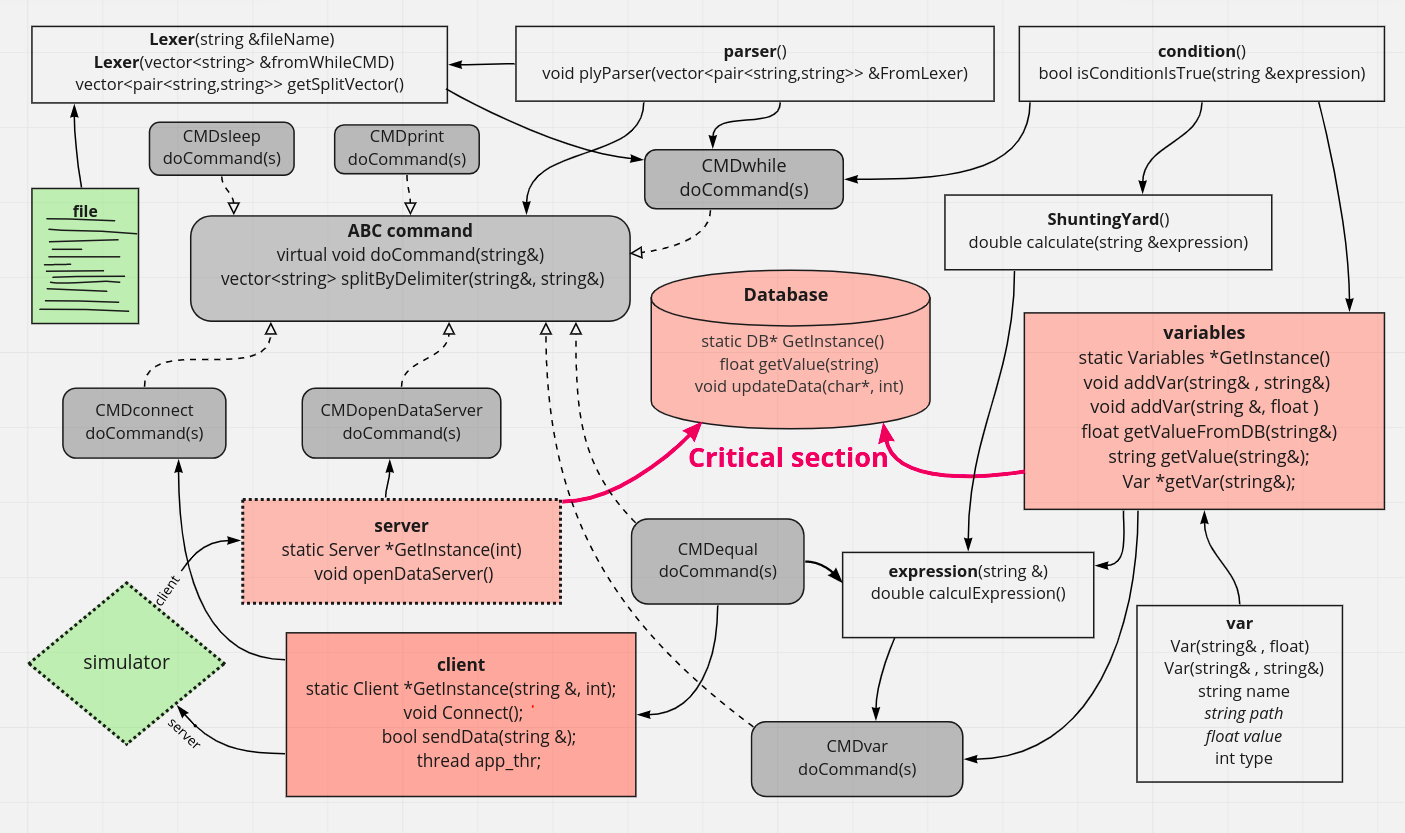 Lexer(string &fileName)
Lexer(vector<string> &fromWhileCMD)
vector<pair<string,string>> getSplitVector()
parser()
void plyParser(vector<pair<string,string>> &FromLexer)
condition()
bool isConditionIsTrue(string &expression)
CMDsleep
doCommand(s)
CMDprint
doCommand(s)
CMDwhile
doCommand(s)
file
ABC command
virtual void doCommand(string&)
vector<string> splitByDelimiter(string&, string&)
ShuntingYard()
double calculate(string &expression)
Database
static DB* GetInstance()
float getValue(string)
void updateData(char*, int)
variables
static Variables *GetInstance()
void addVar(string& , string&)
void addVar(string &, float )
float getValueFromDB(string&)
string getValue(string&);
Var *getVar(string&);
CMDconnect
doCommand(s)
CMDopenDataServer
doCommand(s)
Critical section
server
static Server *GetInstance(int)
void openDataServer()
CMDequal
doCommand(s)
expression(string &)
double calculExpression()
client
simulator
server
client
static Client *GetInstance(string &, int);
void Connect();
bool sendData(string &);
thread app_thr;
CMDvar
doCommand(s)
var
Var(string& , float)
Var(string& , string&)
string name
string path
float value
int type